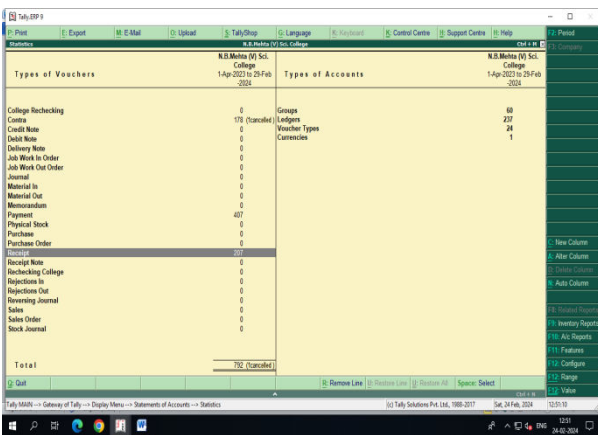 Tally.ERP 9
P: Print E: Export M: E-Mail O: Upload S: TallyShop G: Language K: Keyboard K: Control Centre H: Support Centre H: Help F2: Period
Statistics N.B.Mehta (V) Sci. College Ctrl + M F3: Company
N.B.Mehta (V) Sci. N.B.Mehta (V) Sci.
College College
Types of Vouchers 1-Apr-2023 to 29-Feb Types of Accounts 1-Apr-2023 to 29-Feb
-2024 -2024
College Rechecking 0 Groups 60
Contra 178 (1cancelled) Ledgers 237
Credit Note 0 Voucher Types 24
Debit Note 0 Currencies 1
Delivery Note 0
Job Work In Order 0
Job Work Out Order 0
Journal 0
Material In 0
Material Out 0
Memorandum 0
Payment 407
Physical Stock 0
Purchase 0
Purchase Order 0 C: New Column
Receipt 207 A: Alter Column
Receipt Note 0 D: Delete Column
Rechecking College 0 N: Auto Column
Rejections In 0
Rejections Out 0
Reversing Journal 0 F8: Related Reports
Sales 0 F9: Inventory Repots
Sales Order 0 F10: A/c Reports
Stock Journal 0 F11: Features
Total 792 (1cancelled) F12: Configure
F12: Range
Q: Quit R: Remove Line U: Restore Line U: Restore All Space: Select F12: Value
Ctrl + N
Tally MAIN --> Gateway of Tally --> Display Menu --> Statements of Accounts --> Statistics (c) Tally Solutions Pvt. Ltd., 1988-2017 Sat, 24 Feb, 2024 12:51:10
ENG 12:51
24-02-2024